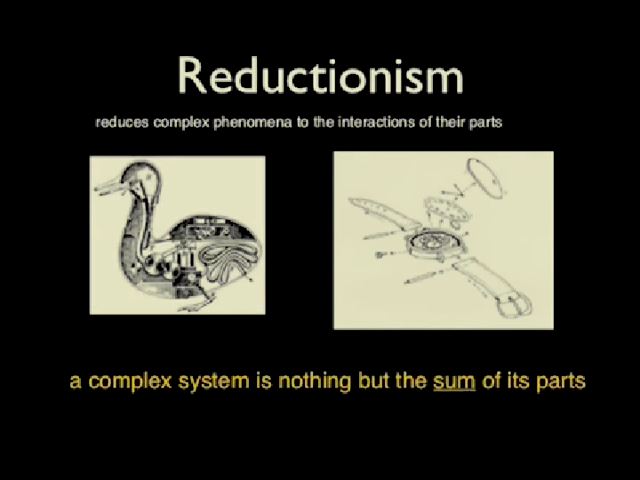 Reductionism
reduces complex phenomena to the interactions of their parts
a complex system is nothing but the sum of its parts